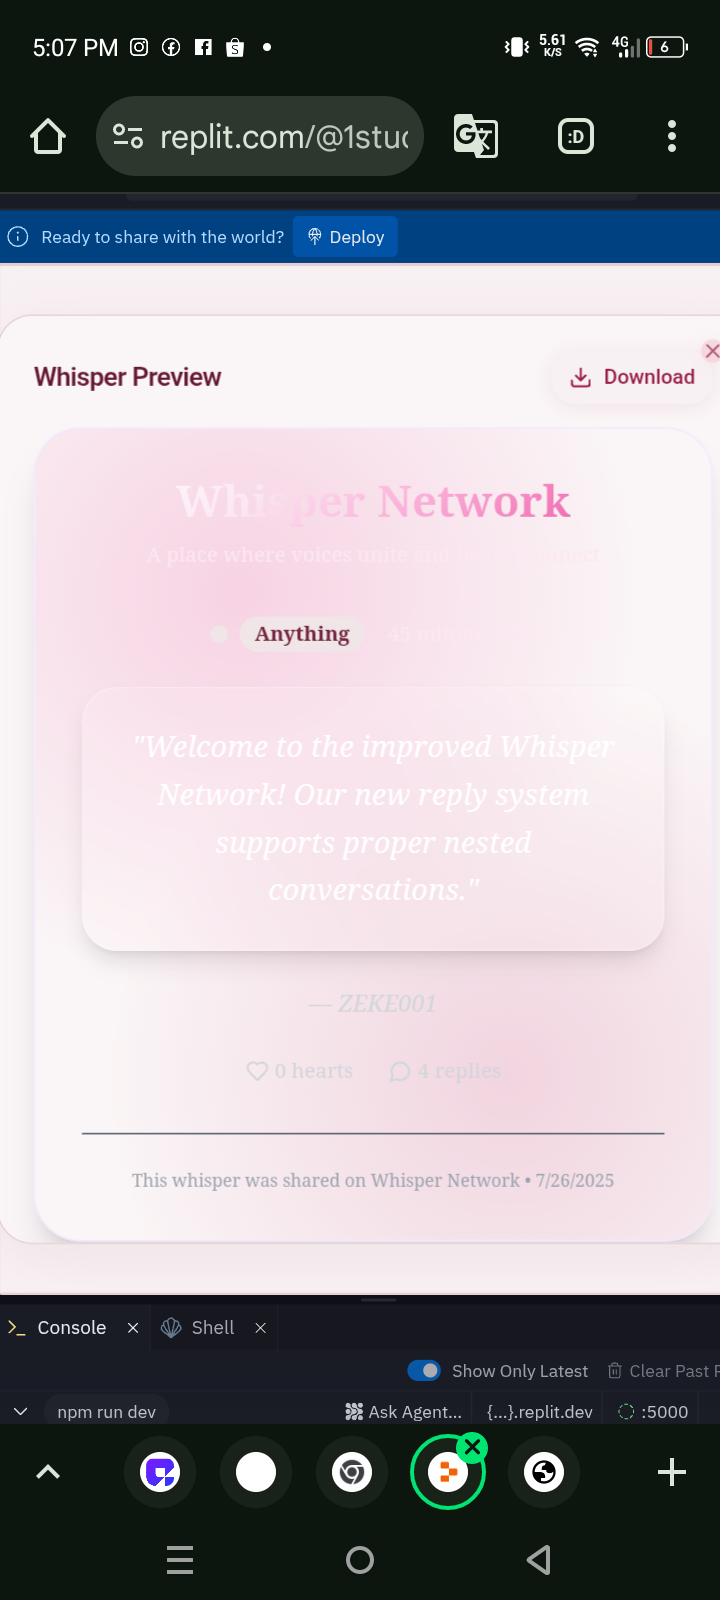 5:07 PM
5.61
K/S
4G
6
replit.com/@1stu
:D
Ready to share with the world?
Deploy
Whisper Preview
Download
Whisper Network
A place where voices unite and
Anything
45
"Welcome to the improved Whisper
Network! Our new reply system
supports proper nested
conversations."
— ZEKE001
0 hearts
4 replies
This whisper was shared on Whisper Network • 7/26/2025
Console
Shell
Show Only Latest
Clear Past
npm run dev
Ask Agent...
{...}.replit.dev
:5000